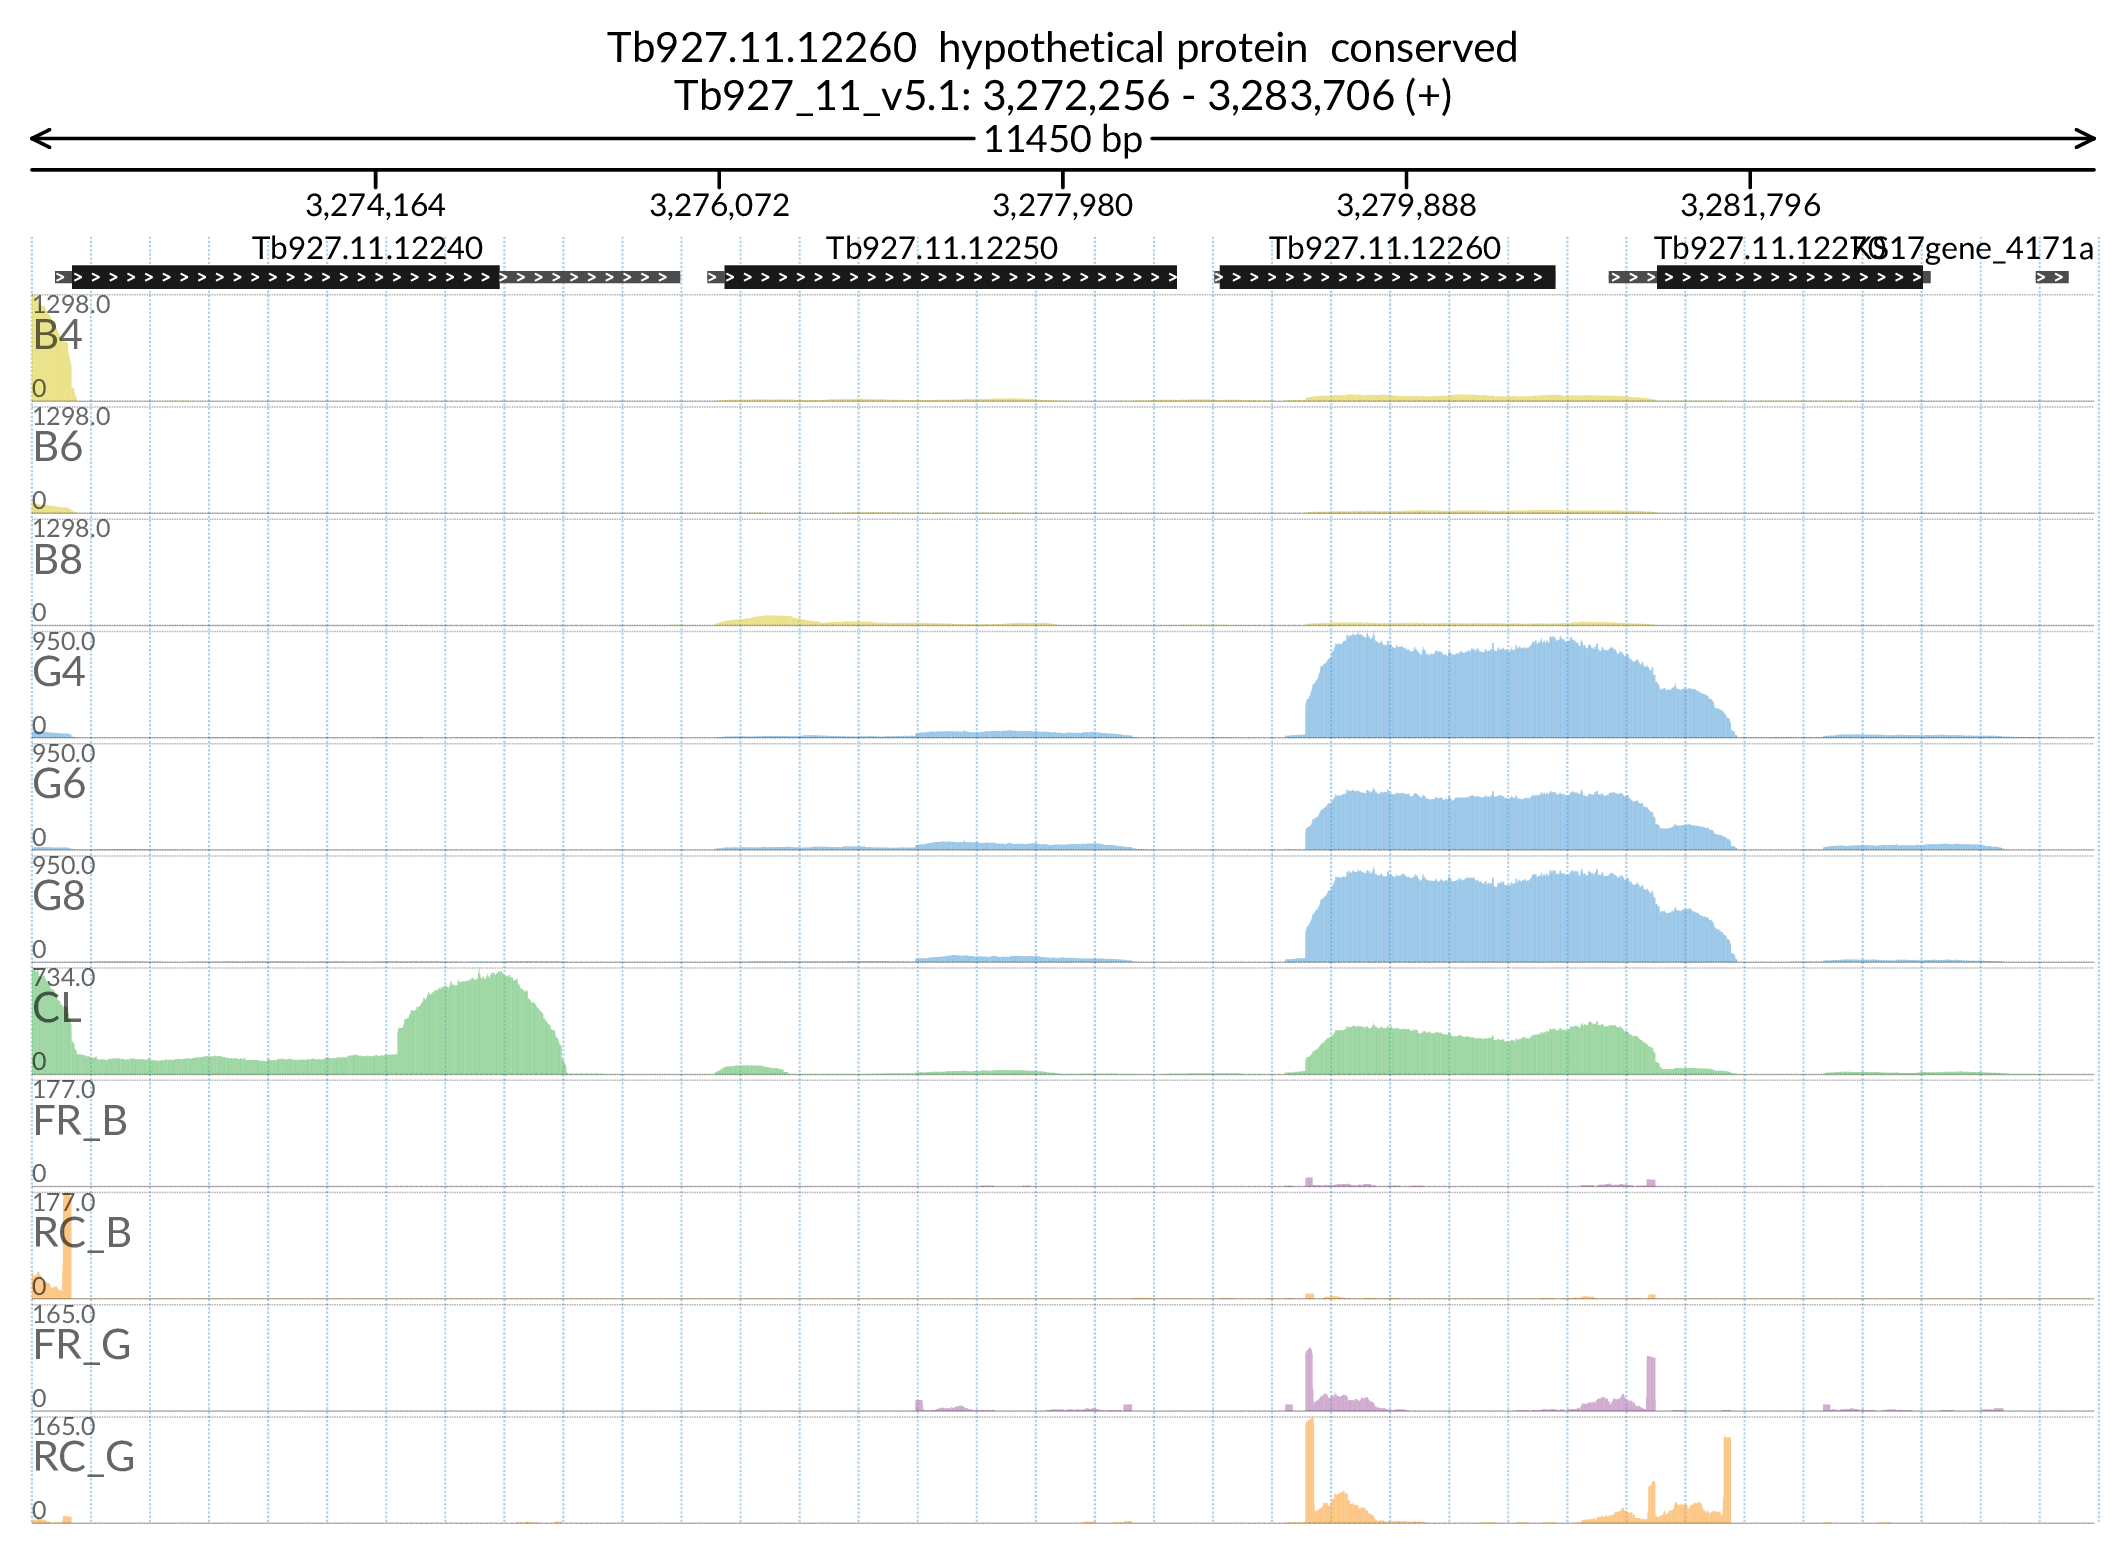 Tb927.11.12260 hypothetical protein conserved
Tb927_11_v5.1: 3,272,256 - 3,283,706 (+)
11450 bp
3,274,164 3,276,072 3,277,980 3,279,888 3,281,796
Tb927.11.12240 Tb927.11.12250 Tb927.11.12260 Tb927.11.12270 KS17gene_4171a
1298.0
B4
0
1298.0
B6
0
1298.0
B8
0
950.0
G4
0
950.0
G6
0
950.0
G8
0
734.0
CL
0
177.0
FR_B
0
177.0
RC_B
0
165.0
FR_G
0
165.0
RC_G
0